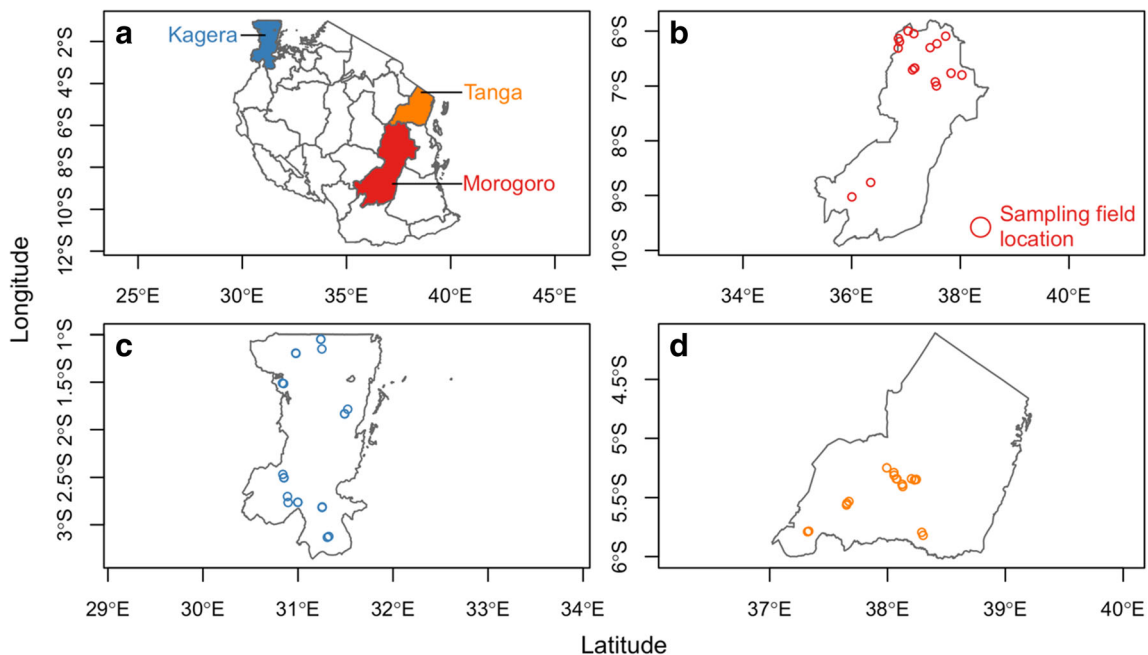 a
Kagera
Tanga
Morogoro
2°S
4°S
6°S
8°S
10°S
12°S
25°E 30°E 35°E 40°E 45°E
b
6°S
7°S
8°S
9°S
10°S
Sampling field
location
34°E 36°E 38°E 40°E
Longitude
c
1°S
1.5°S
2°S
2.5°S
3°S
29°E 30°E 31°E 32°E 33°E 34°E
d
4.5°S
5°S
5.5°S
6°S
37°E 38°E 39°E 40°E
Latitude